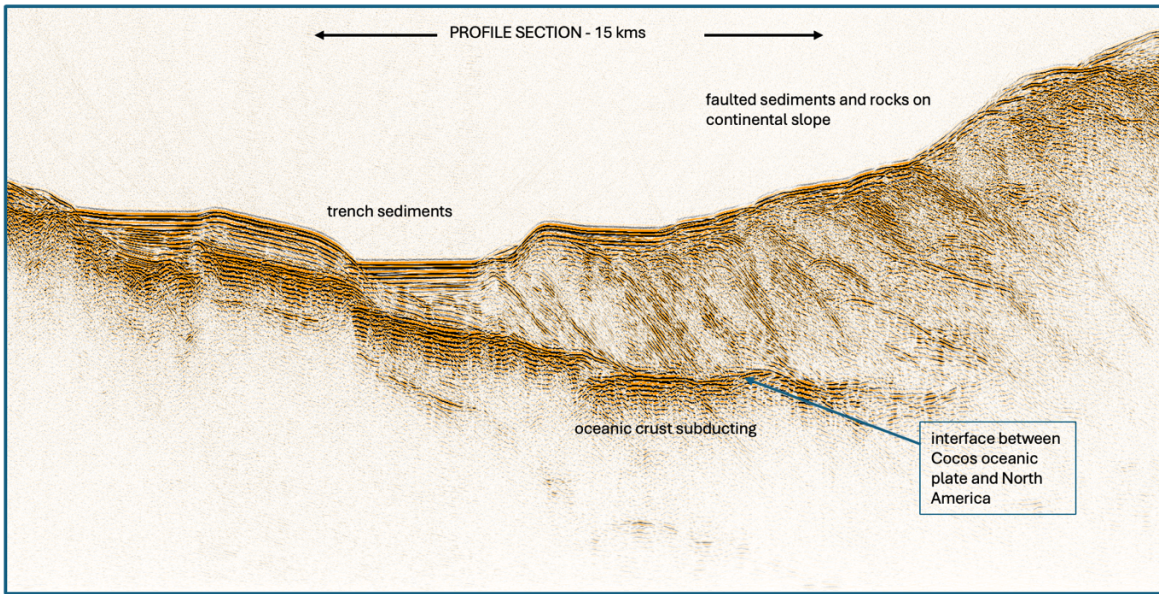 PROFILE SECTION - 15 kms
faulted sediments and rocks on
continental slope
trench sediments
oceanic crust subducting
interface between
Cocos oceanic
plate and North
America